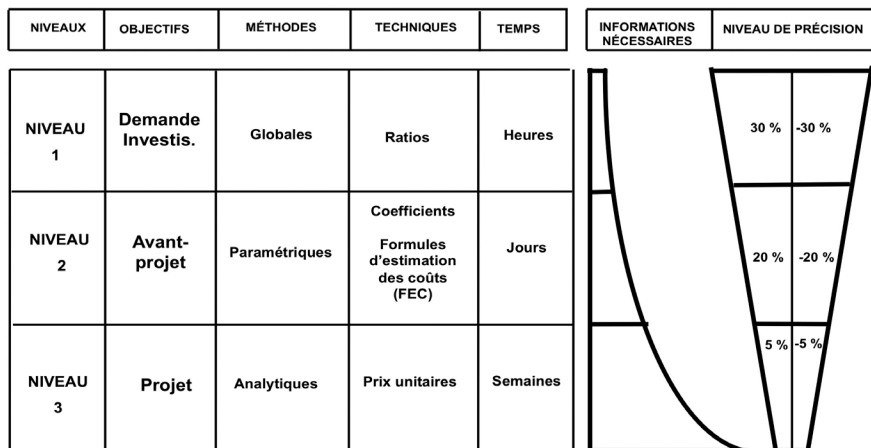 NIVEAUX
OBJECTIFS
MÉTHODES
TECHNIQUES
TEMPS
INFORMATIONS
NÉCESSAIRES
NIVEAU DE PRÉCISION
NIVEAU
1
Demande
Investis.
Globales
Ratios
Heures
30 %
-30 %
NIVEAU
2
Avant-
projet
Paramétriques
Coefficients
Formules
d'estimation
des coûts
(FEC)
Jours
20 %
-20 %
NIVEAU
3
Projet
Analytiques
Prix unitaires
Semaines
5 %
-5 %